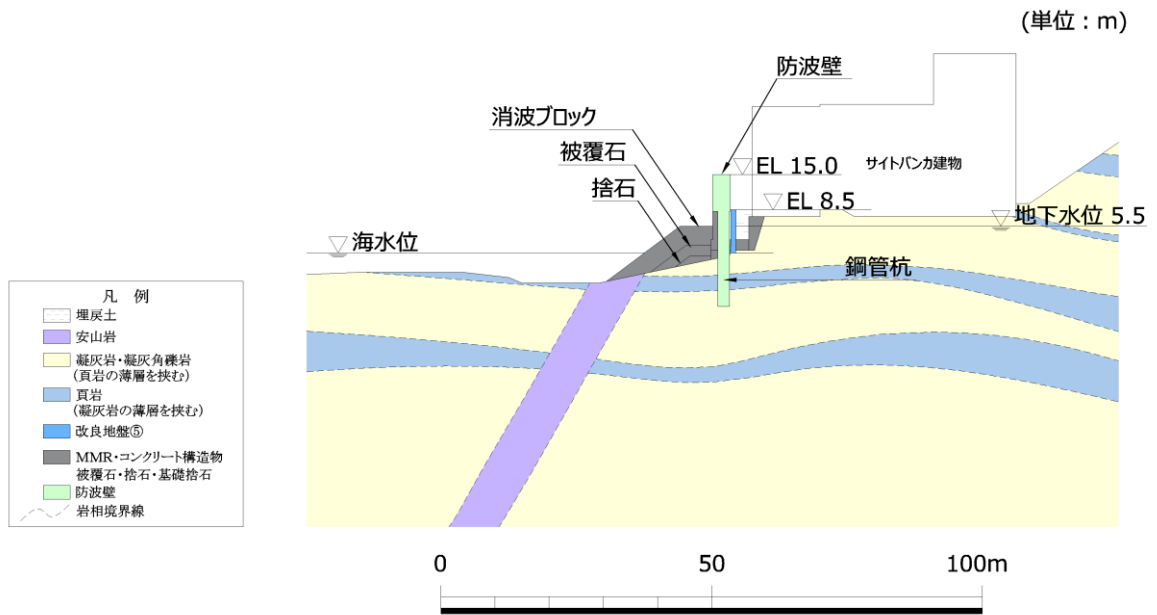 (単位：m)
防波壁
消波ブロック
被覆石
捨石
EL 15.0
サイトバンカ建物
EL 8.5
地下水位 5.5
海水位
鋼管杭
凡 例
埋戻土
安山岩
凝灰岩・凝灰角礫岩
(頁岩の薄層を挟む)
頁岩
(凝灰岩の薄層を挟む)
改良地盤⑤
MMR・コンクリート構造物
被覆石・捨石・基礎捨石
防波壁
岩相境界線
0 50 100m